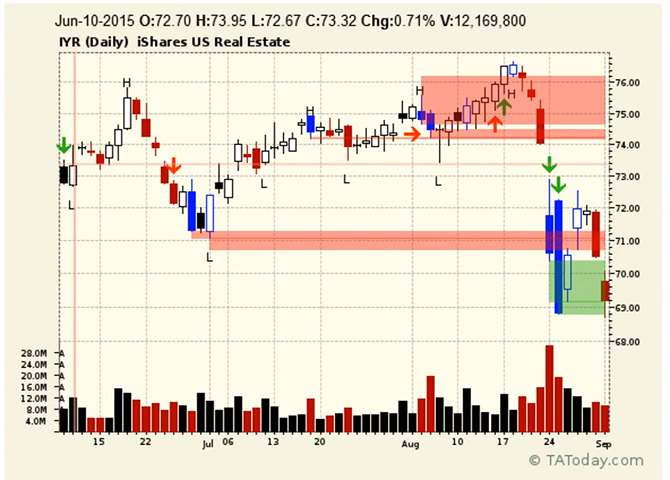 Jun-10-2015 O:72.70 H:73.95 L:72.67 C:73.32 Chg:0.71% V:12,169,800
IYR (Daily) iShares US Real Estate
H
H
H
H
L
L
L
L
L
76.00
75.00
74.00
73.00
72.00
71.00
70.00
69.00
68.00
28.0M A
24.0M A
20.0M A
16.0M A
12.0M A
8.0M A
4.0M A
15 22 Jul 06 13 20 Aug 10 17 24 Sep
© TAToday.com